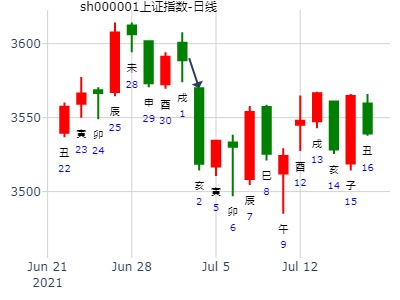 sh000001上证指数-日线
3600
3550
3500
丑
22
寅
23
卯
24
辰
25
未
28
申
29
酉
30
戌
1
亥
2
寅
5
卯
6
辰
7
巳
8
午
9
酉
12
戌
13
亥
14
子
15
丑
16
Jun 21
2021
Jun 28
Jul 5
Jul 12